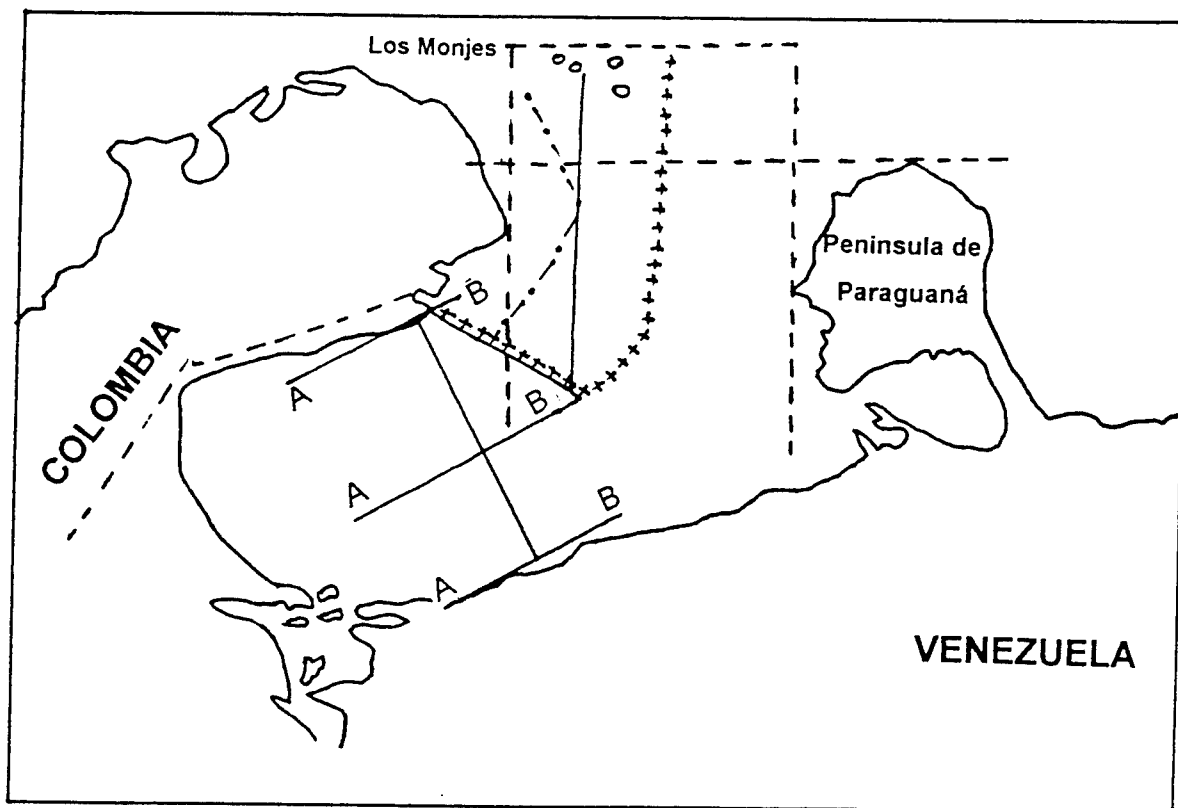 Los Monjes
Peninsula de
Paraguaná
COLOMBIA
B
A
B
A
B
A
VENEZUELA